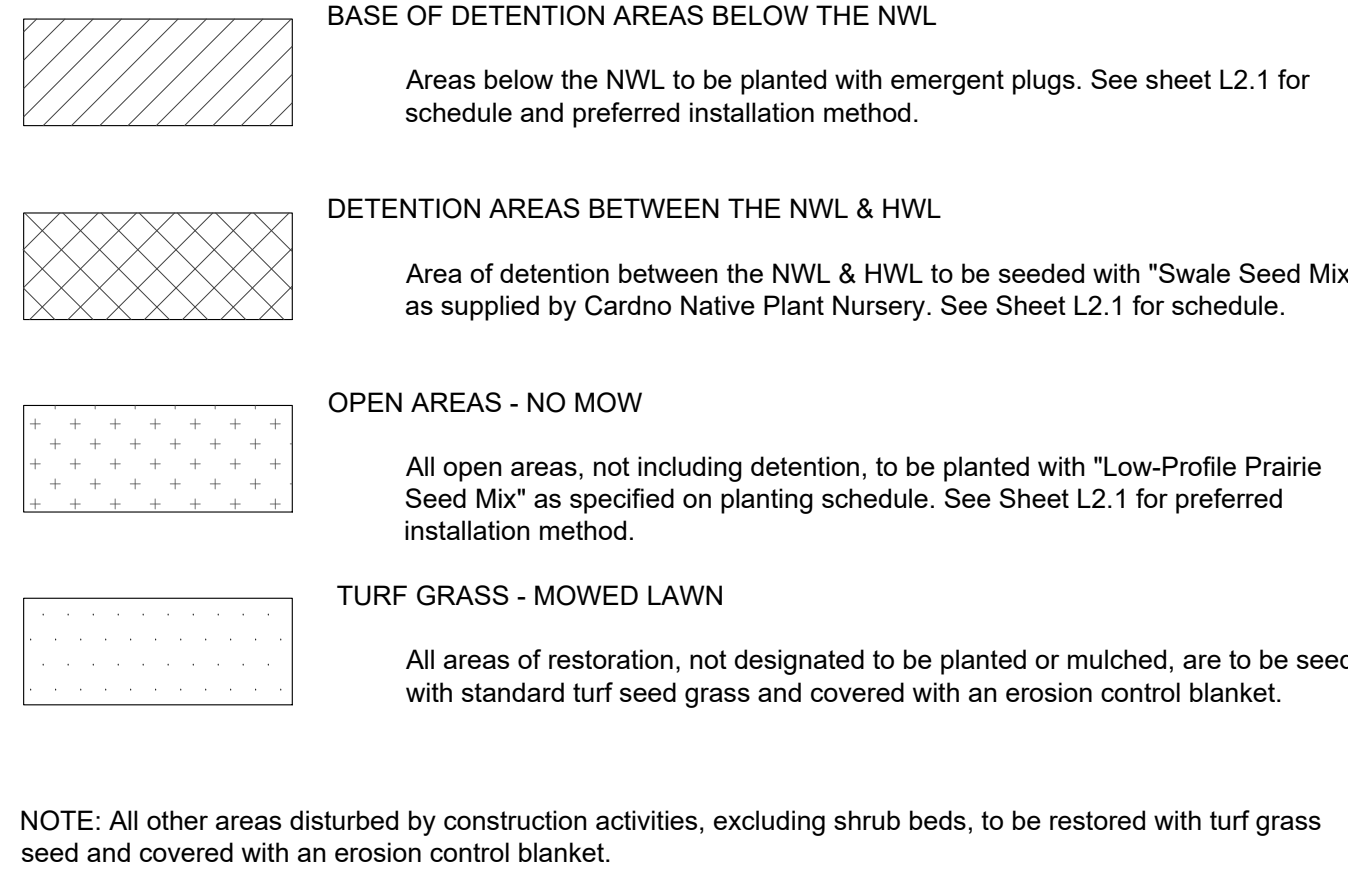 BASE OF DETENTION AREAS BELOW THE NWL
Areas below the NWL to be planted with emergent plugs. See sheet L2.1 for
schedule and preferred installation method.
DETENTION AREAS BETWEEN THE NWL & HWL
Area of detention between the NWL & HWL to be seeded with "Swale Seed Mix
as supplied by Cardno Native Plant Nursery. See Sheet L2.1 for schedule.
OPEN AREAS - NO MOW
All open areas, not including detention, to be planted with "Low-Profile Prairie
Seed Mix" as specified on planting schedule. See Sheet L2.1 for preferred
installation method.
TURF GRASS - MOWED LAWN
All areas of restoration, not designated to be planted or mulched, are to be seed
with standard turf seed grass and covered with an erosion control blanket.
NOTE: All other areas disturbed by construction activities, excluding shrub beds, to be restored with turf grass
seed and covered with an erosion control blanket.